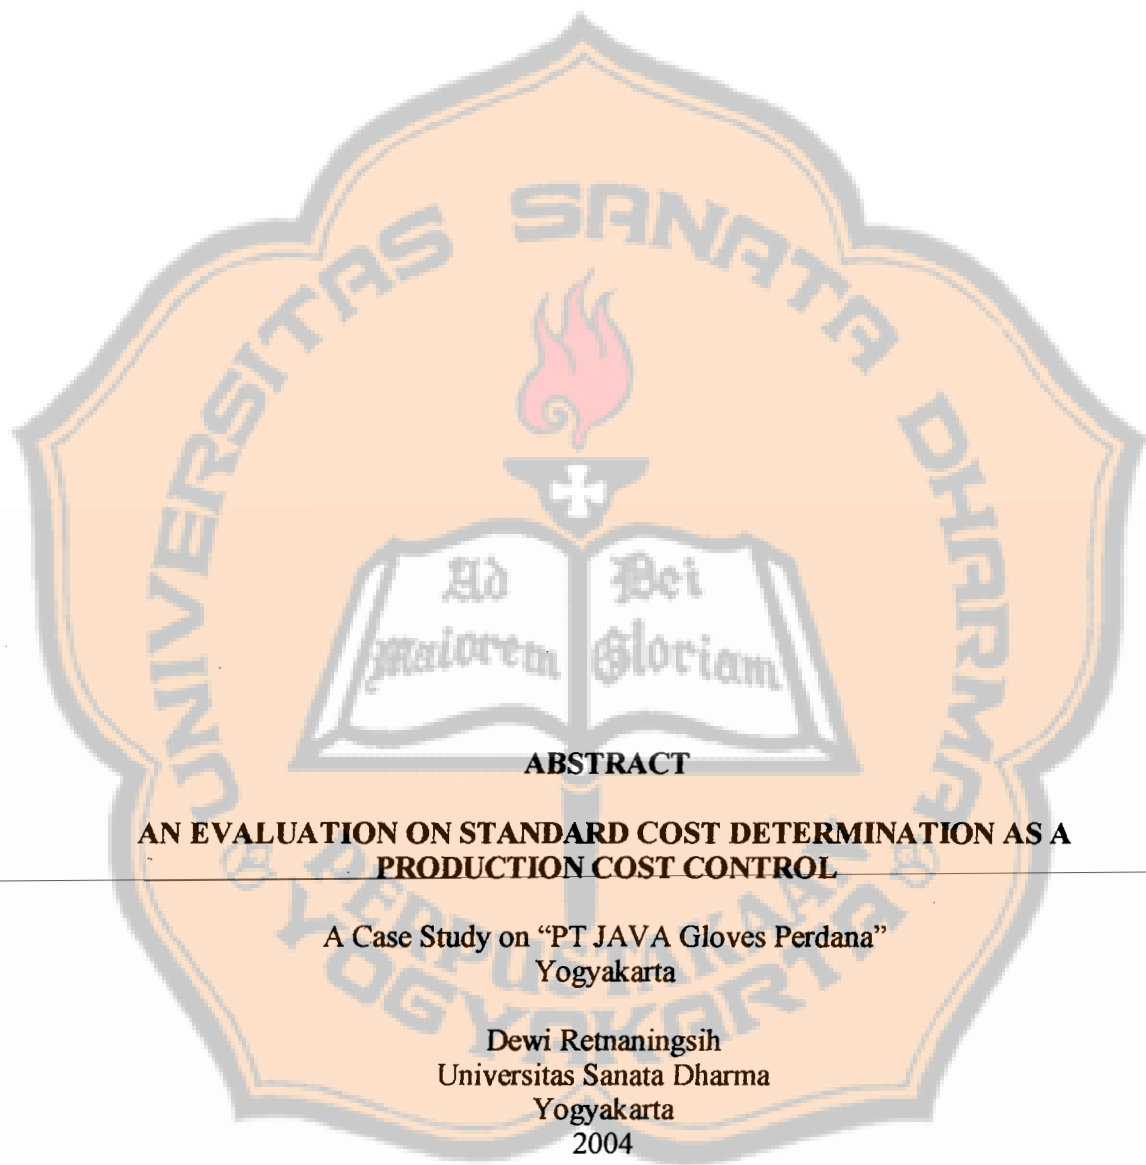 UNIVERSITAS SANATA DHARMA
Ad
maiorem
Dei
Gloriam
ABSTRACT
AN EVALUATION ON STANDARD COST DETERMINATION AS A
PRODUCTION COST CONTROL
A Case Study on “PT JAVA Gloves Perdana”
Yogyakarta
Dewi Retnaningsih
Universitas Sanata Dharma
Yogyakarta
2004
PERPUSTAKAAN
YOGYAKARTA